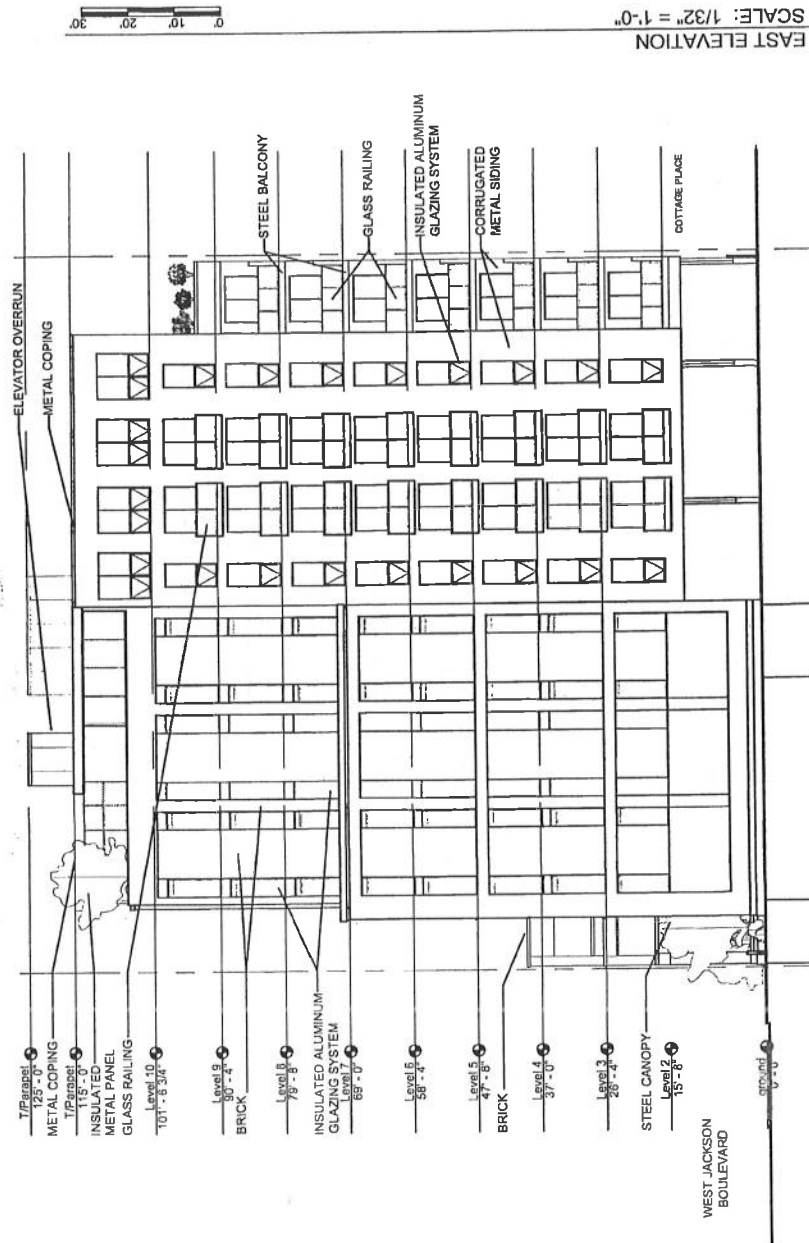 EAST ELEVATION
SCALE: 1/32" = 1'-0"
0'
10'
20'
30'
ELEVATOR OVERRUN
METAL COPING
STEEL BALCONY
GLASS RAILING
INSULATED ALUMINUM
GLAZING SYSTEM
CORRUGATED
METAL SIDING
COTTAGE PLACE
T/Parapet
125' - 0"
METAL COPING
T/Parapet
115' - 0"
INSULATED
METAL PANEL
GLASS RAILING
Level 10
101' - 6 3/4"
Level 9
90' - 4"
BRICK
Level 8
79' - 8"
INSULATED ALUMINUM
GLAZING SYSTEM
Level 7
69' - 0"
Level 6
58' - 4"
Level 5
47' - 8"
BRICK
Level 4
37' - 0"
Level 3
26' - 4"
STEEL CANOPY
Level 2
15' - 8"
WEST JACKSON
BOULEVARD
ground
0' - 0"